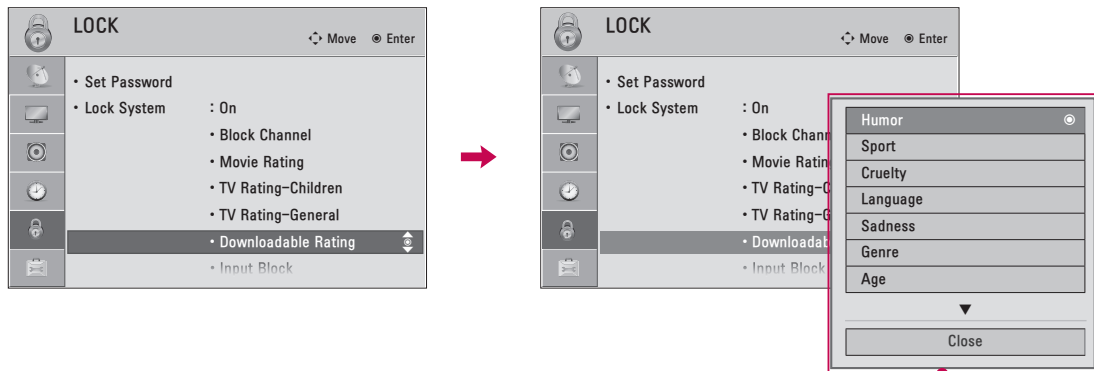 LOCK
Move Enter
• Set Password
• Lock System : On
• Block Channel
• Movie Rating
• TV Rating-Children
• TV Rating-General
• Downloadable Rating
• Input Block
LOCK
Move Enter
• Set Password
• Lock System : On
• Block Chann
• Movie Ratin
• TV Rating-C
• TV Rating-G
• Downloadab
• Input Block
Humor
Sport
Cruelty
Language
Sadness
Genre
Age
▼
Close